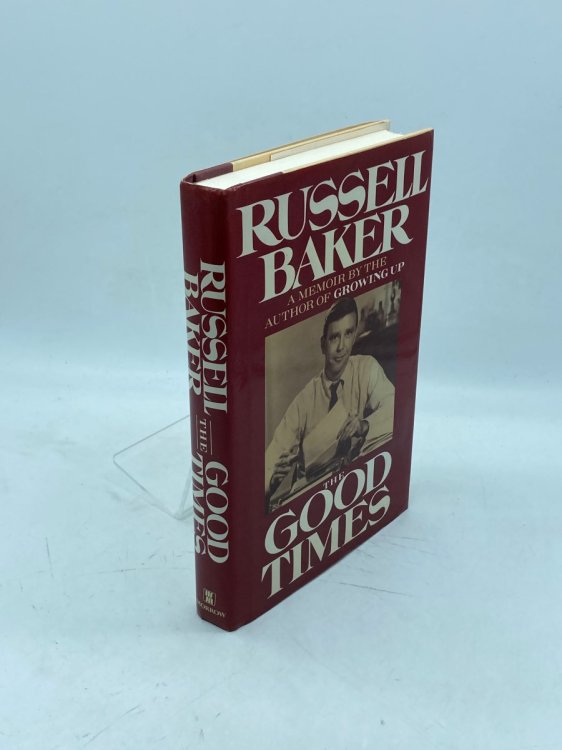 RUSSELL
BAKER
A MEMOIR BY THE
AUTHOR OF GROWING UP
THE
GOOD
TIMES
RUSSELL
BAKER
THE
GOOD
TIMES
MORROW